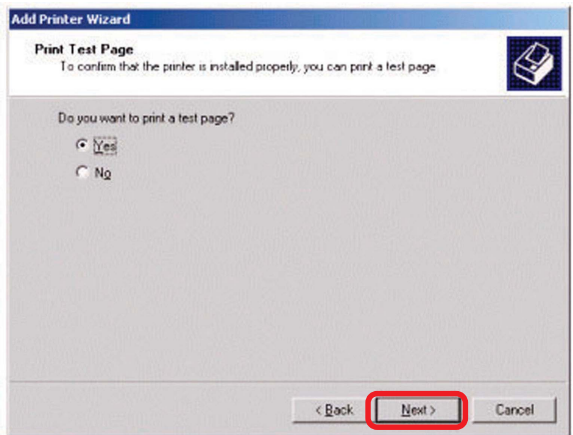 Add Printer Wizard
Print Test Page
To confirm that the printer is installed properly, you can print a test page
Do you want to print a test page?
Yes
No
< Back
Next >
Cancel